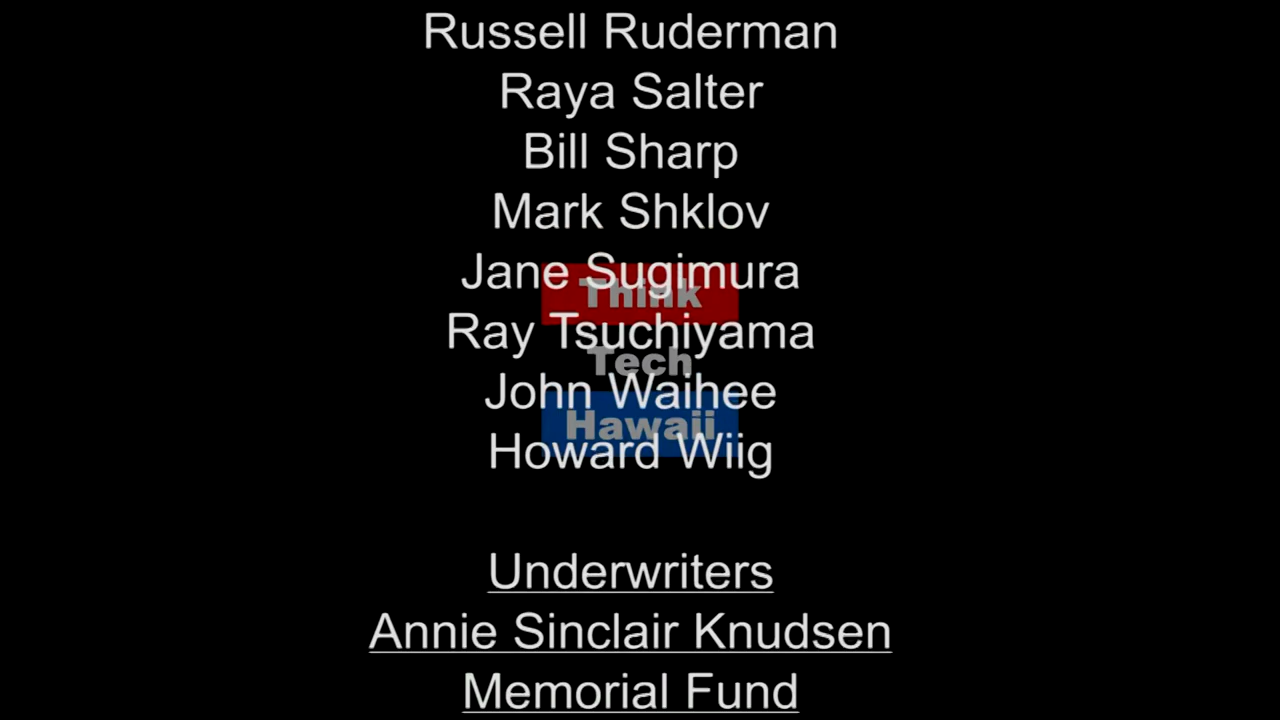 Russell Ruderman
Raya Salter
Bill Sharp
Mark Shklov
Jane Sugimura
Think
Ray Tsuchiyama
Tech
John Waihee
Hawaii
Howard Wiig
Underwriters
Annie Sinclair Knudsen
Memorial Fund